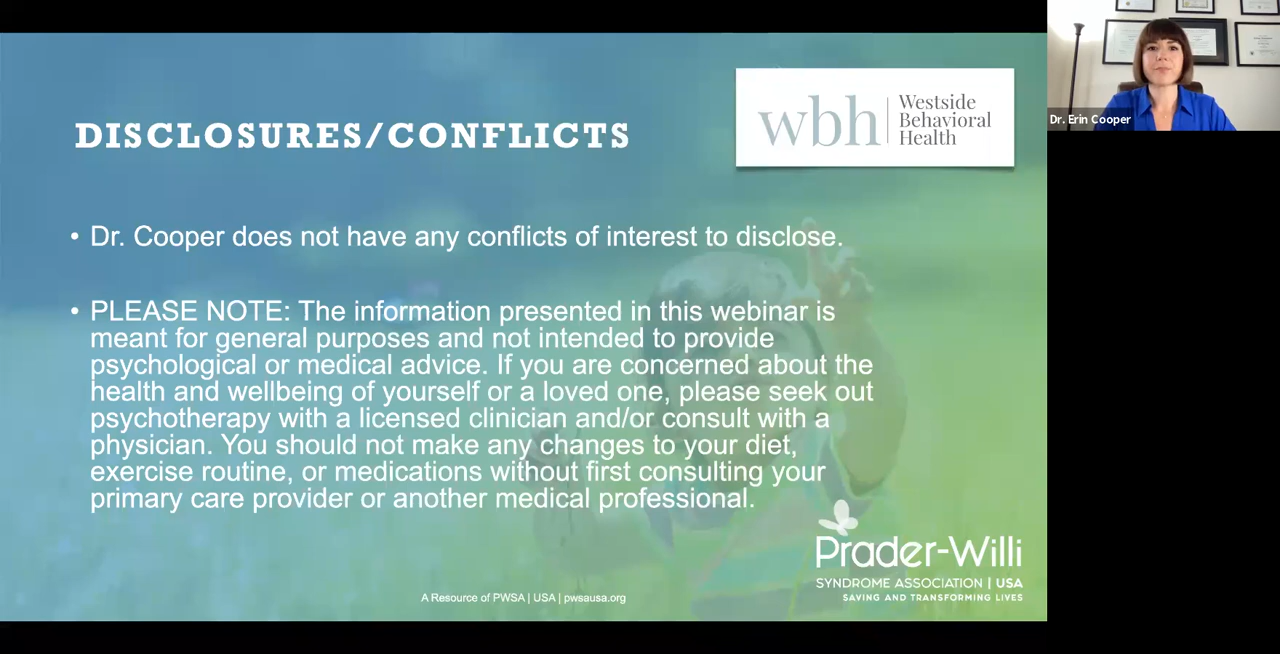 DISCLOSURES/CONFLICTS
wbh
Westside
Behavioral
Health
• Dr. Cooper does not have any conflicts of interest to disclose.
• PLEASE NOTE: The information presented in this webinar is
meant for general purposes and not intended to provide
psychological or medical advice. If you are concerned about the
health and wellbeing of yourself or a loved one, please seek out
psychotherapy with a licensed clinician and/or consult with a
physician. You should not make any changes to your diet,
exercise routine, or medications without first consulting your
primary care provider or another medical professional.
Prader-Willi
SYNDROME ASSOCIATION | USA
SAVING AND TRANSFORMING LIVES
A Resource of PWSA | USA | pwsausa.org
Dr. Erin Cooper